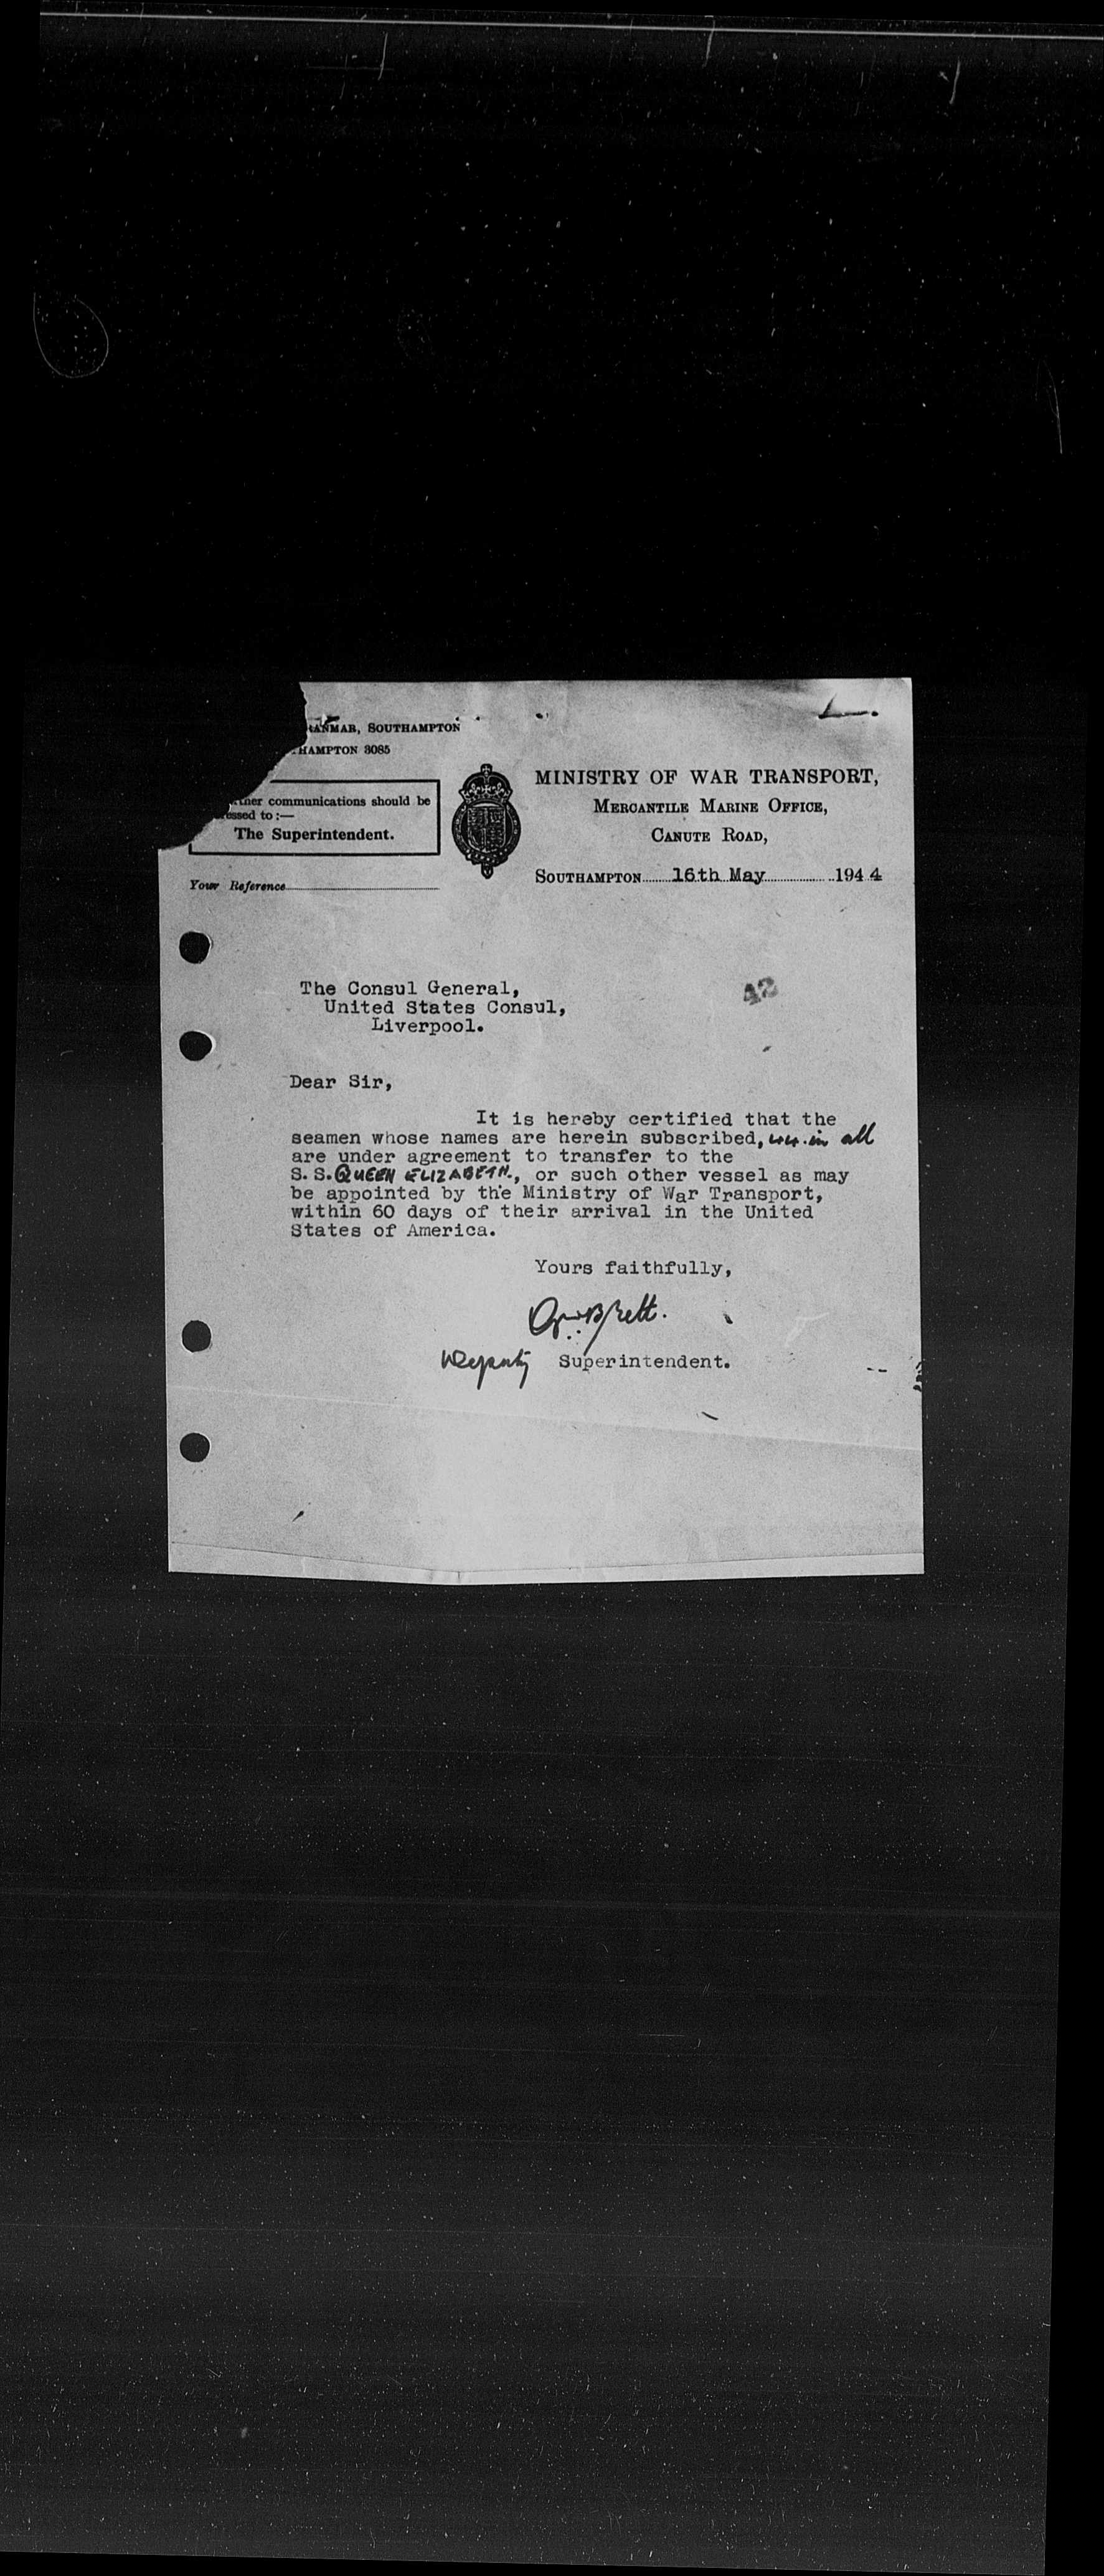 SOUTHAMPTON
HAMPTON 3085
communications should be
to:—
The Superintendent.
Your Reference
MINISTRY OF WAR TRANSPORT,
MERCANTILE MARINE OFFICE,
CANUTE ROAD,
SOUTHAMPTON 16th May 1944
42
The Consul General,
United States Consul,
Liverpool.
Dear Sir,
It is hereby certified that the
seamen whose names are herein subscribed, in all
are under agreement to transfer to the
S.S. QUEEN ELIZABETH., or such other vessel as may
be appointed by the Ministry of War Transport,
within 60 days of their arrival in the United
States of America.
Yours faithfully,
Deputy Superintendent.